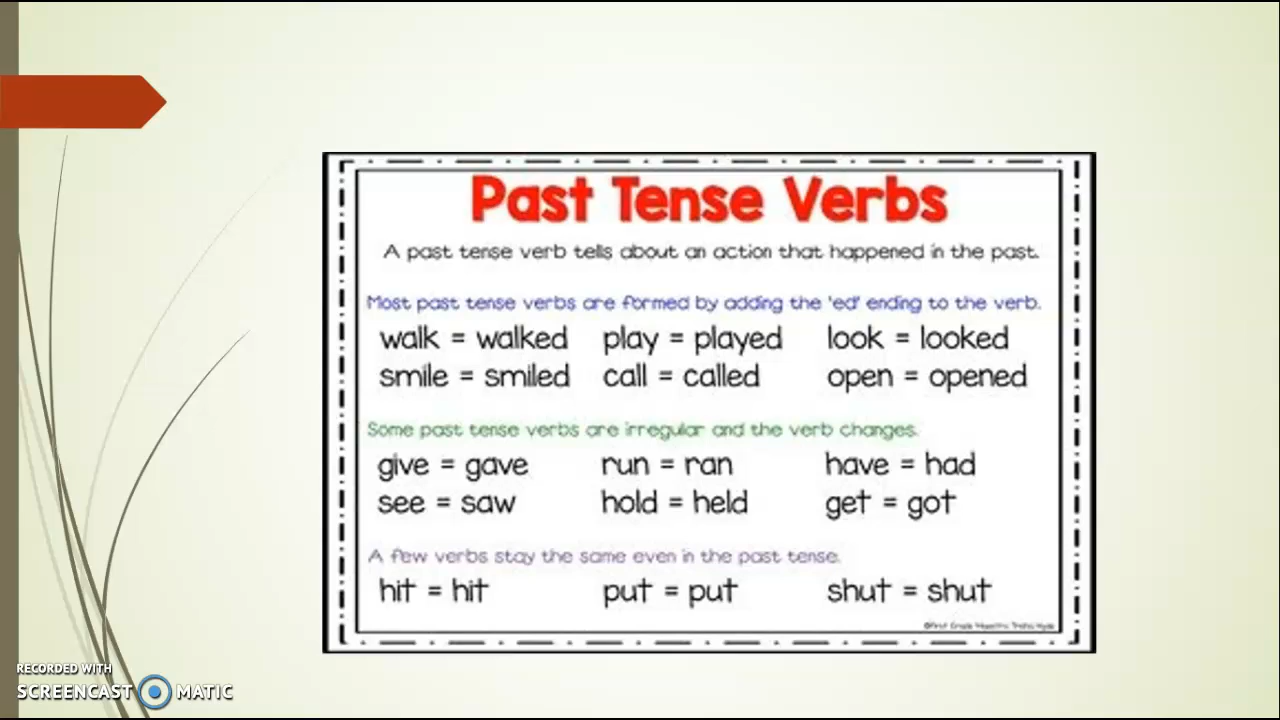 Past Tense Verbs
A past tense verb tells about an action that happened in the past.
Most past tense verbs are formed by adding the 'ed' ending to the verb.
walk = walked play = played look = looked
smile = smiled call = called open = opened
Some past tense verbs are irregular and the verb changes.
give = gave run = ran have = had
see = saw hold = held get = got
A few verbs stay the same even in the past tense.
hit = hit put = put shut = shut
©First Grade
RECORDED WITH
SCREENCAST MATIC